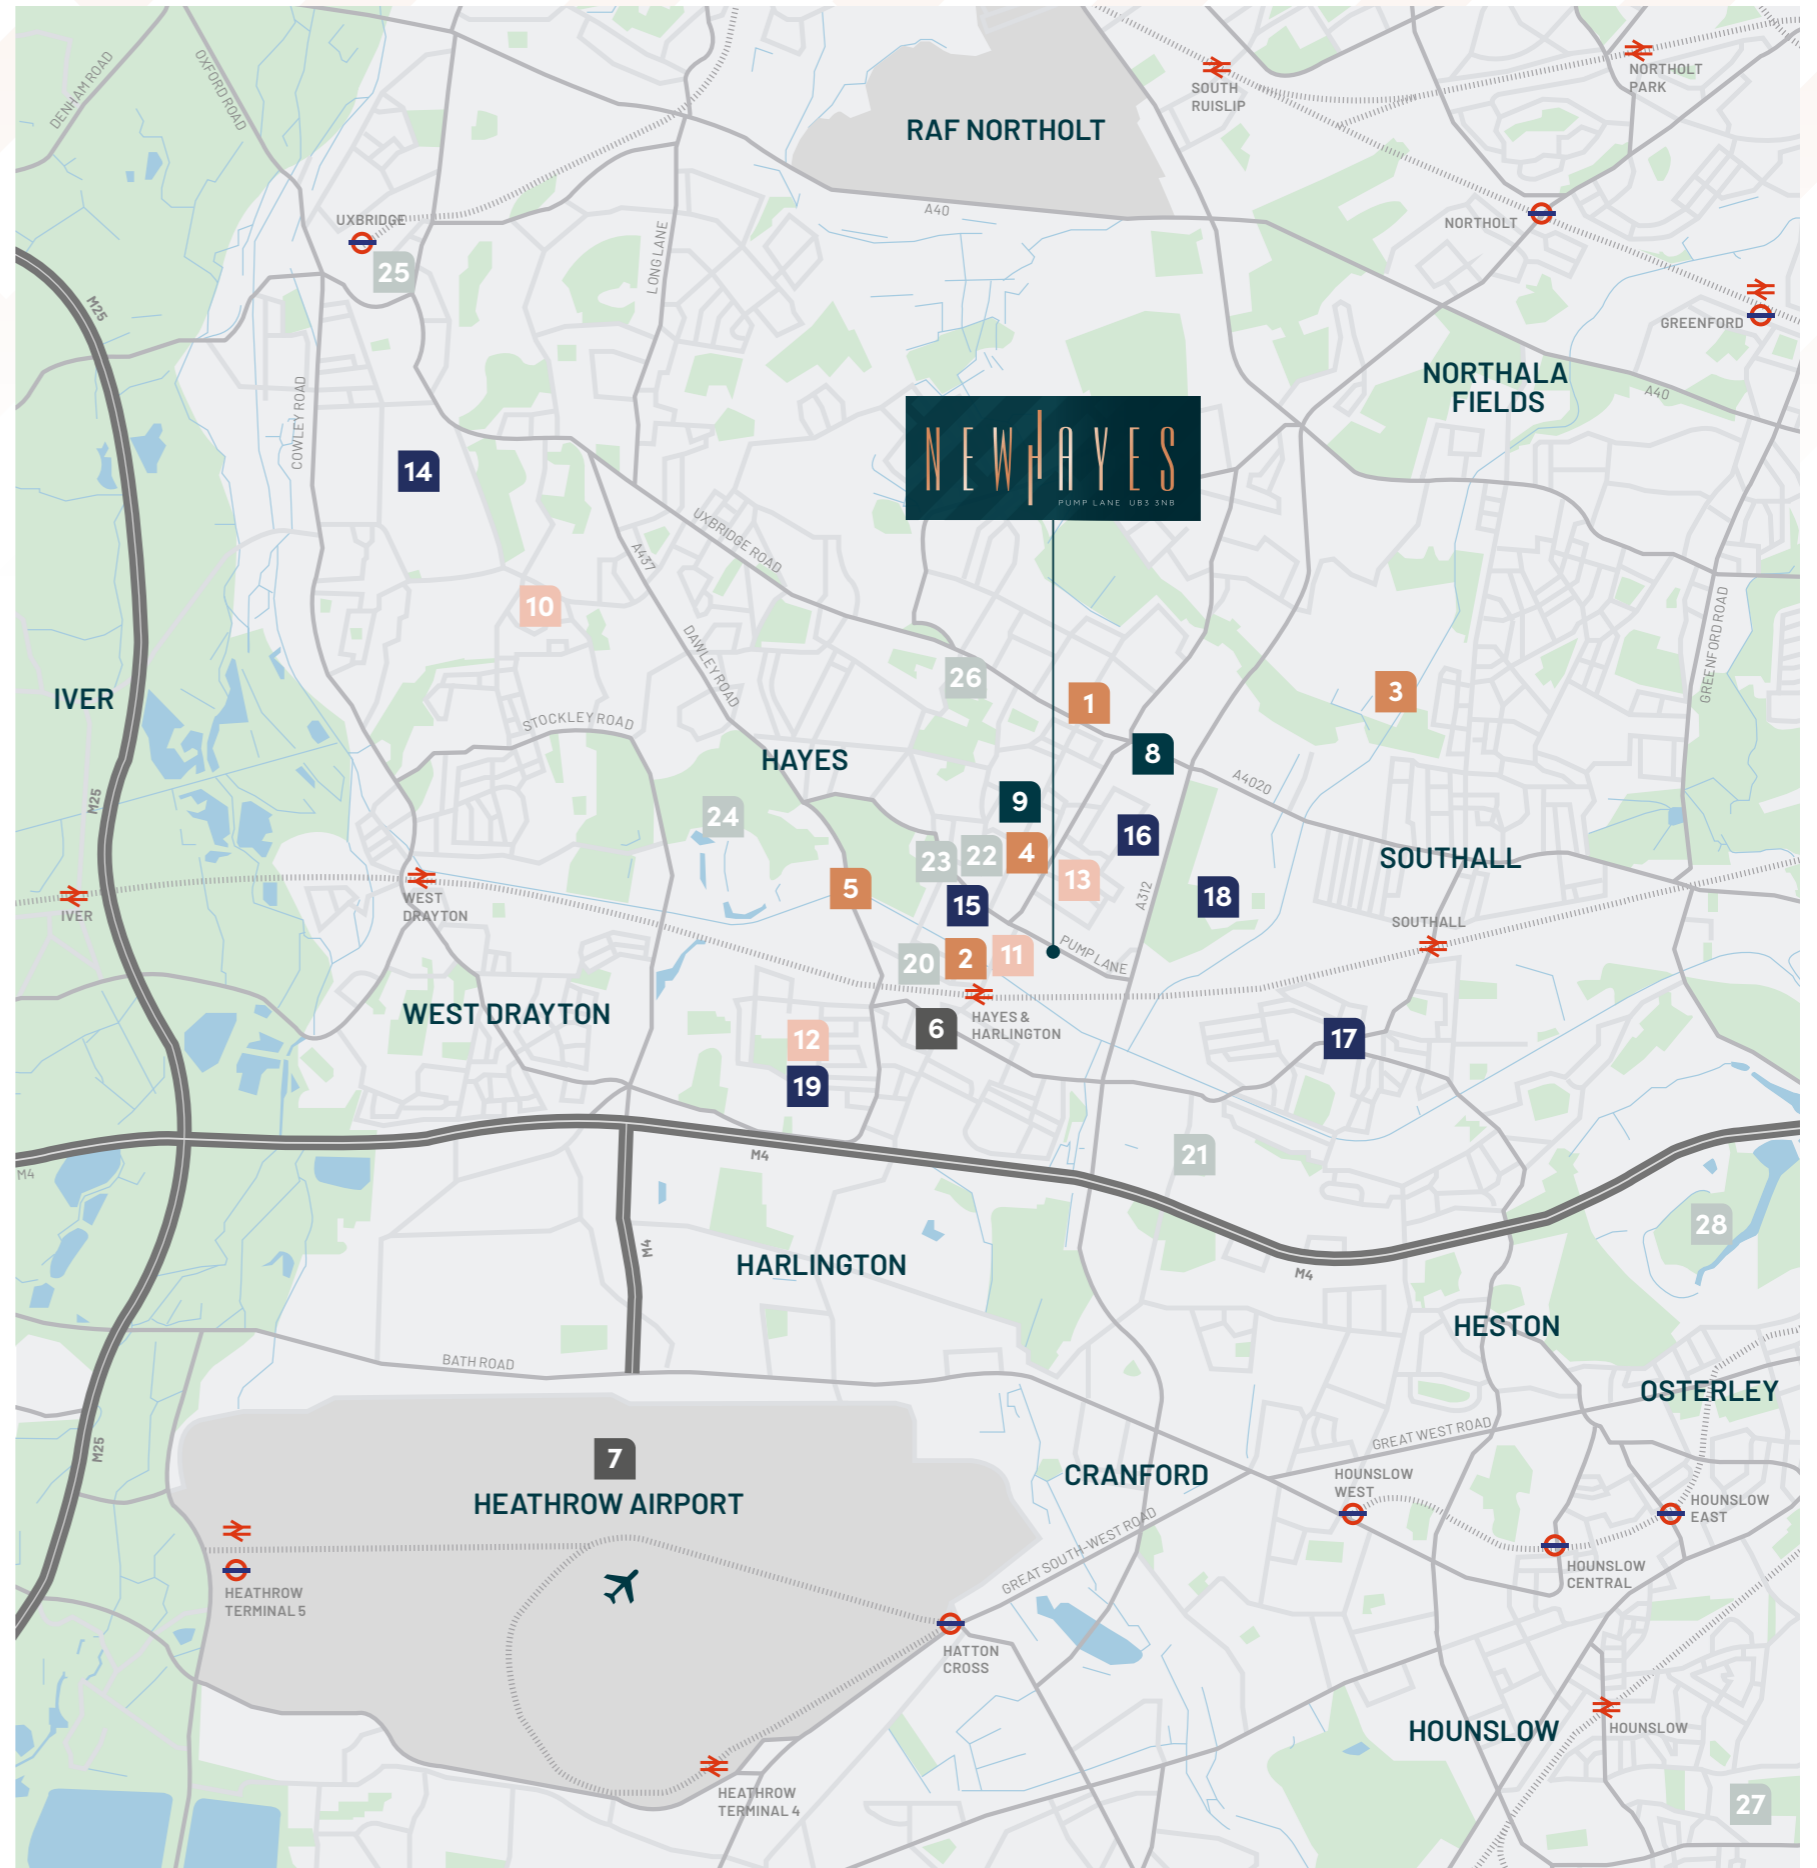 DENHAM ROAD
OXFORD ROAD
SOUTH
RUISLIP
NORTHOLT
PARK
RAF NORTHOLT
A40
UXBRIDGE
25
LONG LANE
NORTHOLT
GREENFORD
M25
NORTHALA
FIELDS
A40
COWLEY ROAD
14
NEWHAYES
PUMP LANE UB3 3NB
UXBRIDGE ROAD
A437
10
DAWLEY ROAD
GREENFORD ROAD
IVER
26
1
3
STOCKLEY ROAD
HAYES
8
A4020
M25
9
24
16
SOUTHALL
23
22
4
13
5
15
A312
18
IVER
WEST
DRAYTON
SOUTHALL
20
2
11
PUMP LANE
WEST DRAYTON
6
HAYES &
HARLINGTON
12
17
19
M4
M4
21
28
M4
HARLINGTON
M4
HESTON
BATH ROAD
OSTERLEY
M25
GREAT WEST ROAD
7
HEATHROW AIRPORT
CRANFORD
HOUNSLOW
WEST
HOUNSLOW
EAST
GREAT SOUTH-WEST ROAD
HOUNSLOW
CENTRAL
HEATHROW
TERMINAL 5
HATTON
CROSS
HOUNSLOW
HOUNSLOW
HEATHROW
TERMINAL 4
27